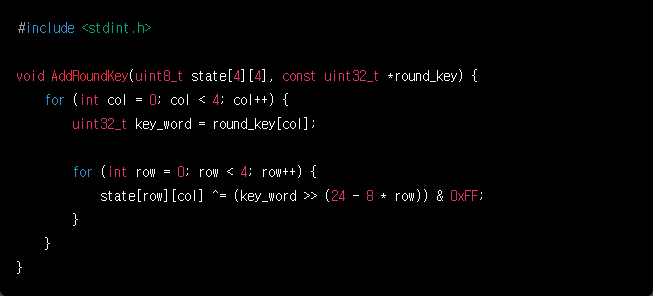 #include <stdint.h>

void AddRoundKey(uint8_t state[4][4], const uint32_t *round_key) {
    for (int col = 0; col < 4; col++) {
        uint32_t key_word = round_key[col];

        for (int row = 0; row < 4; row++) {
            state[row][col] ^= (key_word >> (24 - 8 * row)) & 0xFF;
        }
    }
}